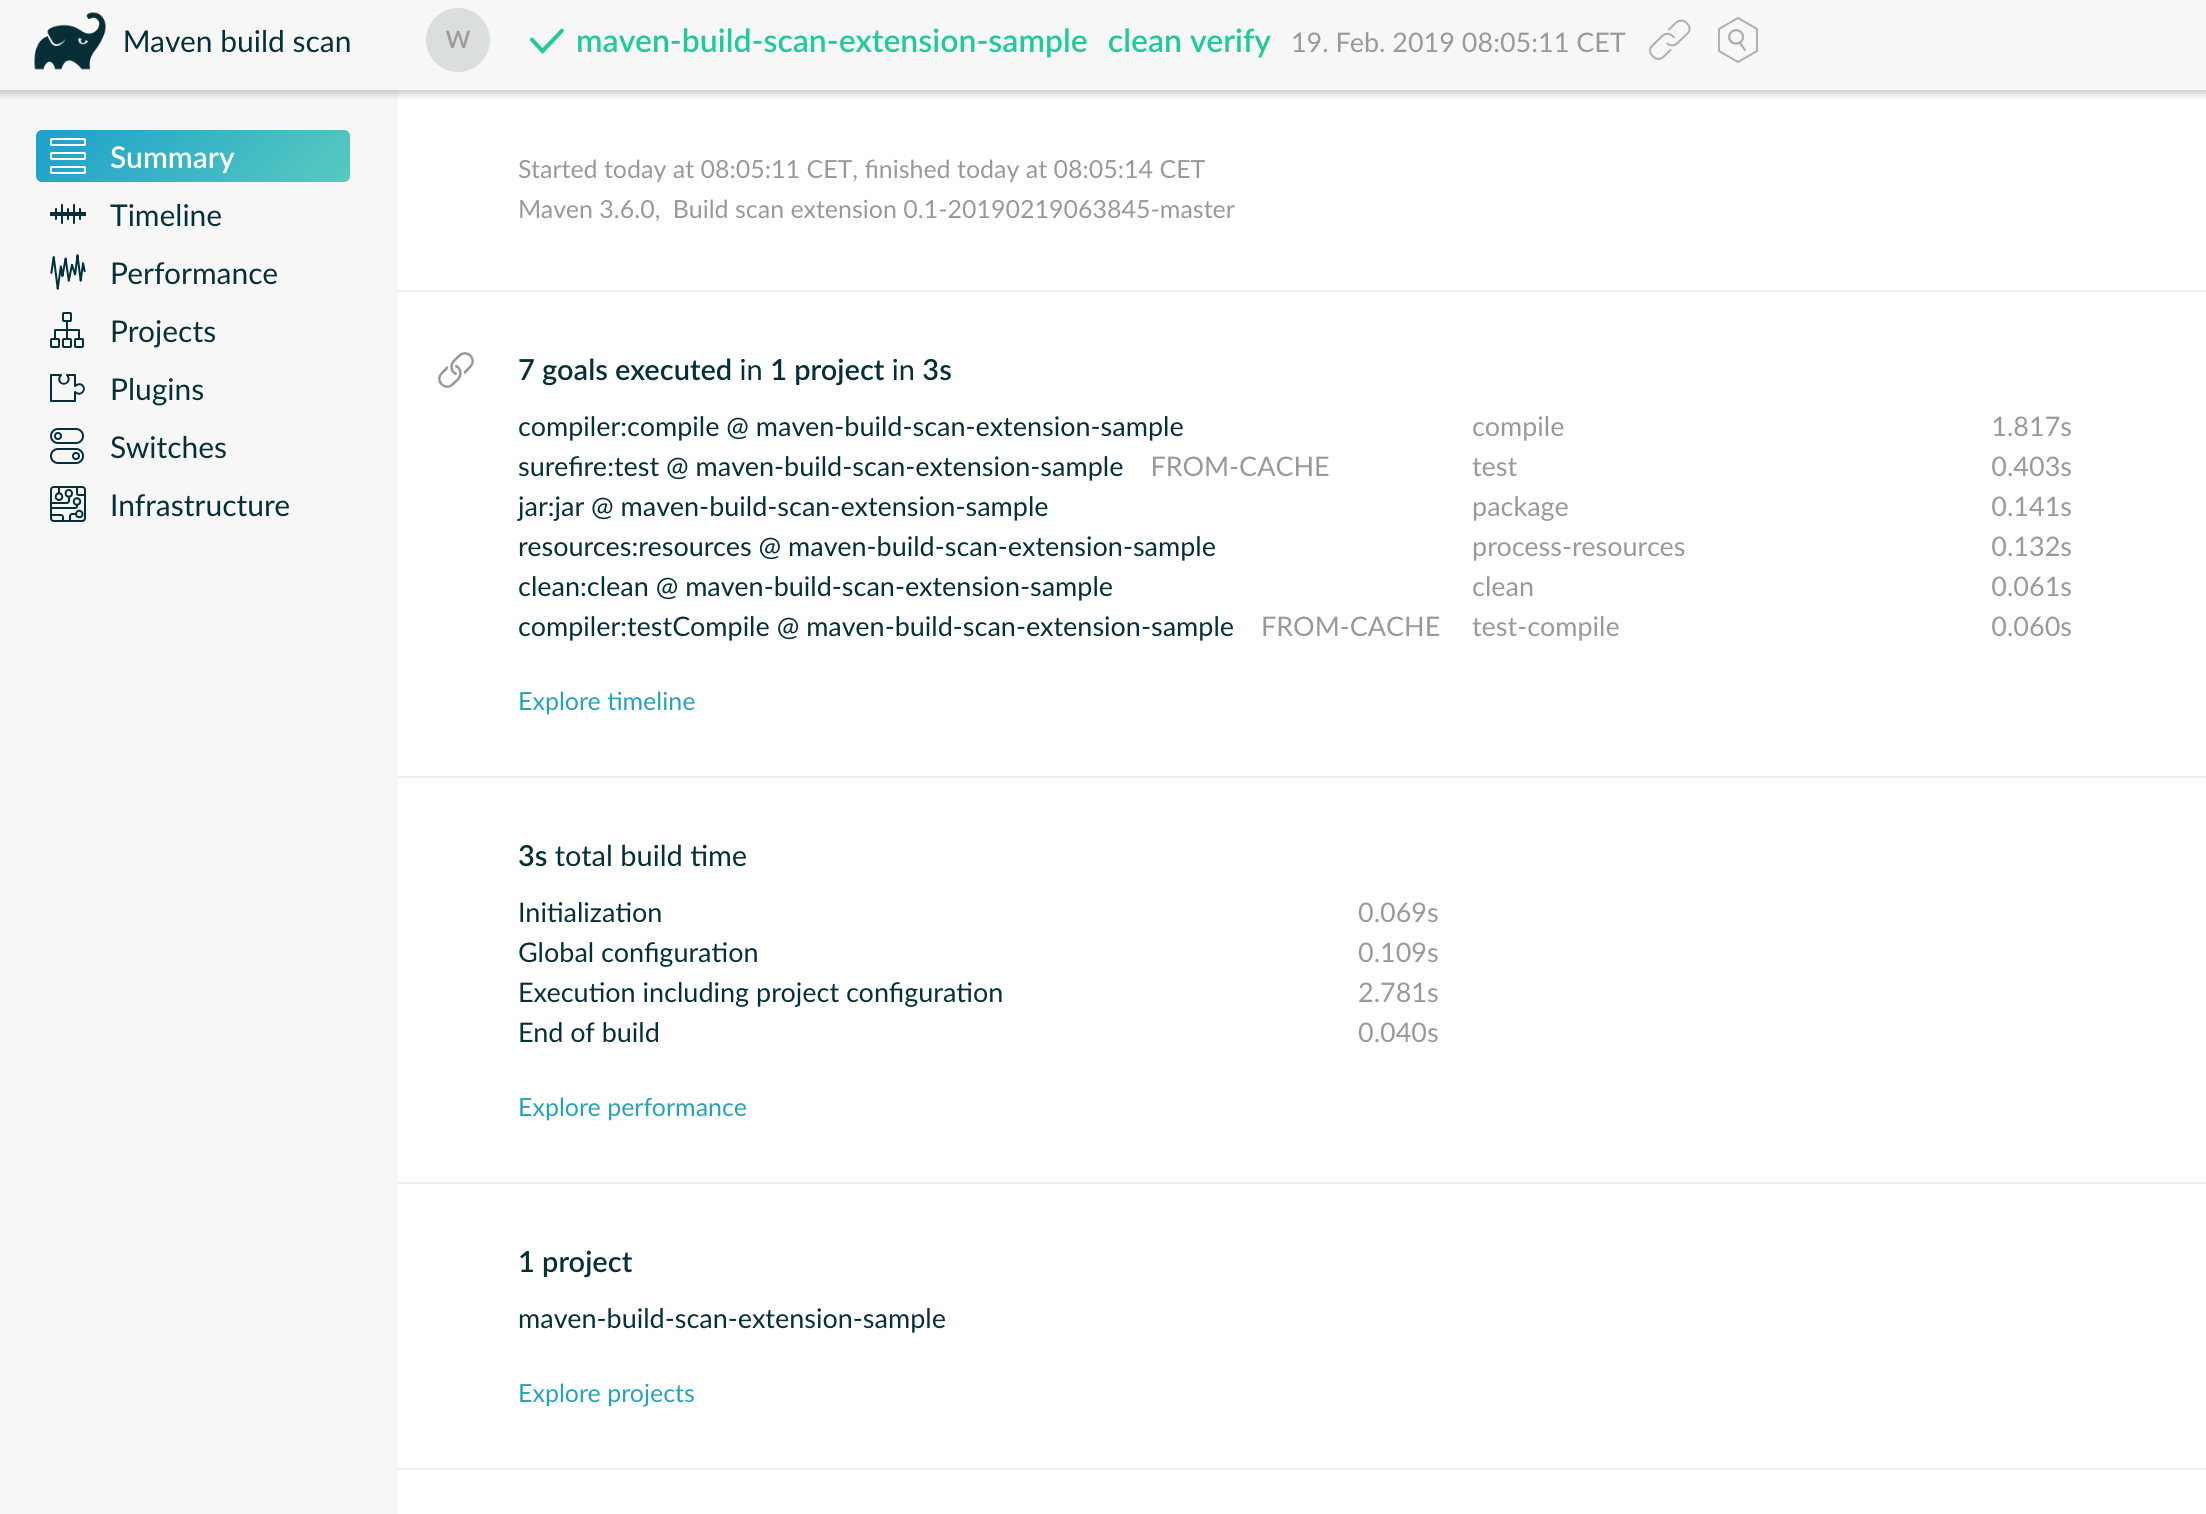 Maven build scan
W
maven-build-scan-extension-sample clean verify 19. Feb. 2019 08:05:11 CET
Summary
Timeline
Performance
Projects
Plugins
Switches
Infrastructure
Started today at 08:05:11 CET, finished today at 08:05:14 CET
Maven 3.6.0, Build scan extension 0.1-20190219063845-master
7 goals executed in 1 project in 3s
compiler:compile @ maven-build-scan-extension-sample compile 1.817s
surefire:test @ maven-build-scan-extension-sample FROM-CACHE test 0.403s
jar:jar @ maven-build-scan-extension-sample package 0.141s
resources:resources @ maven-build-scan-extension-sample process-resources 0.132s
clean:clean @ maven-build-scan-extension-sample clean 0.061s
compiler:testCompile @ maven-build-scan-extension-sample FROM-CACHE test-compile 0.060s
Explore timeline
3s total build time
Initialization 0.069s
Global configuration 0.109s
Execution including project configuration 2.781s
End of build 0.040s
Explore performance
1 project
maven-build-scan-extension-sample
Explore projects